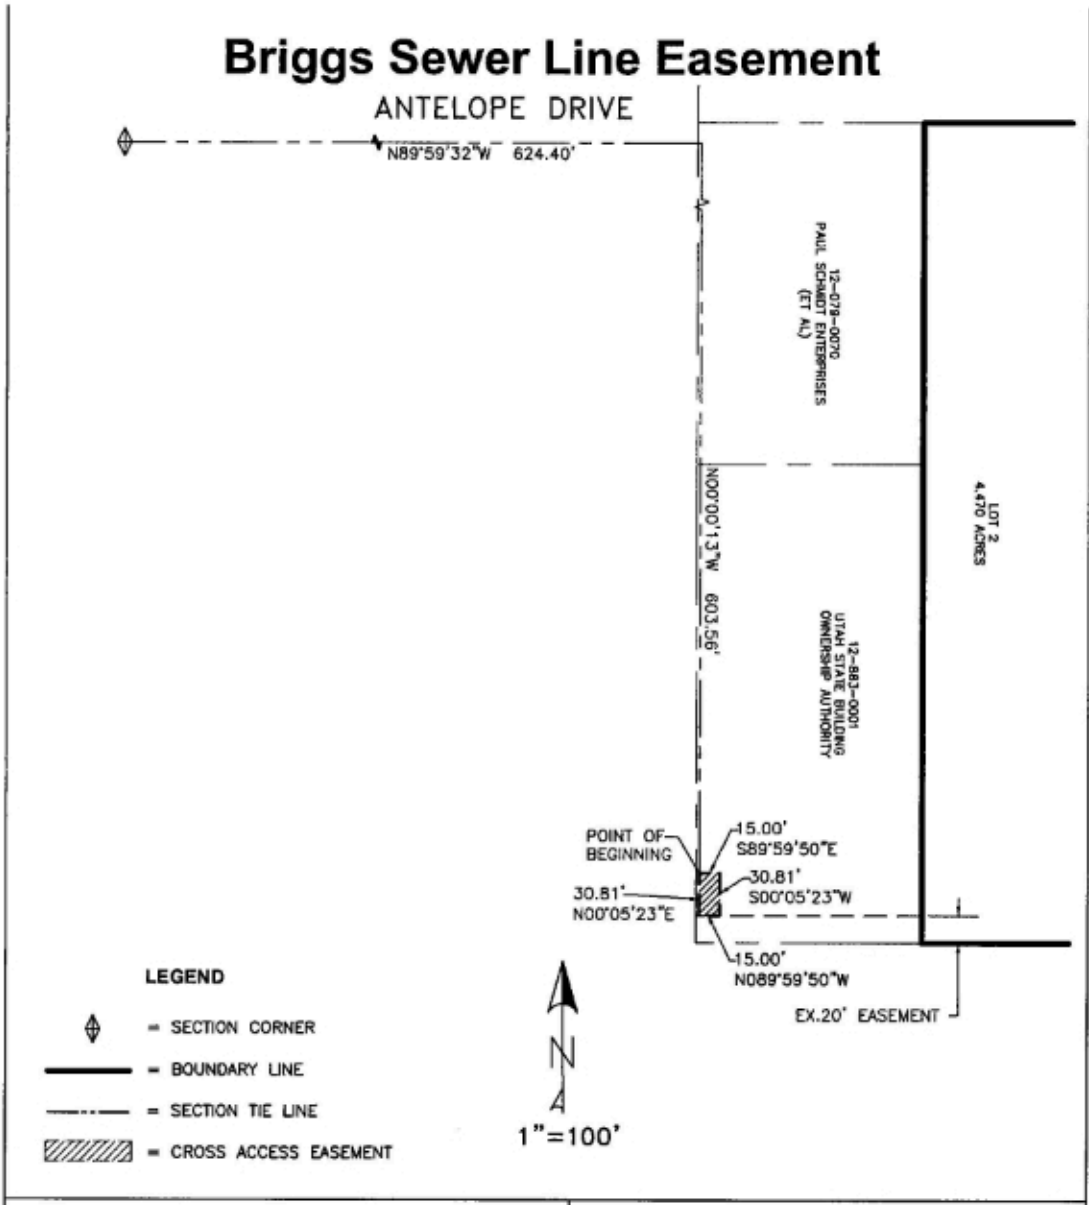 Briggs Sewer Line Easement
ANTELOPE DRIVE
N89°59'32"W 624.40'
12-079-0070
PAUL SCHMIDT ENTERPRISES
(ET AL)
LOT 2
4.470 ACRES
N00°00'13"W 603.56'
12-883-0001
UTAH STATE BUILDING
OWNERSHIP AUTHORITY
POINT OF
BEGINNING
15.00'
S89°59'50"E
30.81'
S00°05'23"W
30.81'
N00°05'23"E
15.00'
N089°59'50"W
EX.20' EASEMENT
LEGEND
= SECTION CORNER
= BOUNDARY LINE
= SECTION TIE LINE
= CROSS ACCESS EASEMENT
N
1"=100'